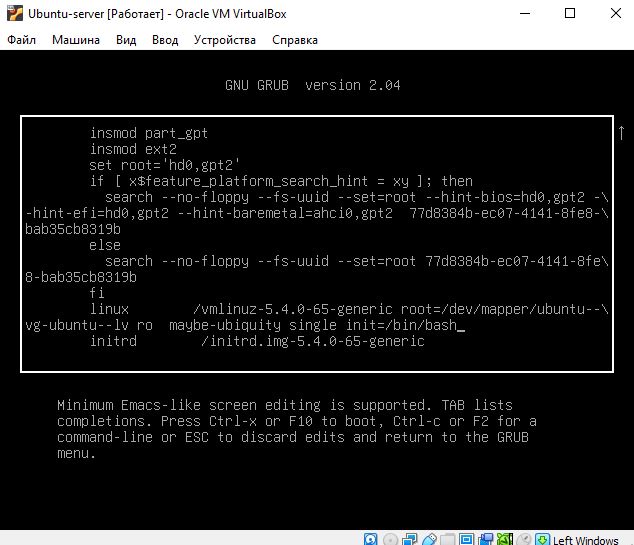 Ubuntu-server [Работает] - Oracle VM VirtualBox
Файл Машина Вид Ввод Устройства Справка
GNU GRUB version 2.04
insmod part_gpt
insmod ext2
set root='hd0,gpt2'
if [ x$feature_platform_search_hint = xy ]; then
search --no-floppy --fs-uuid --set=root --hint-bios=hd0,gpt2 -\
-hint-efi=hd0,gpt2 --hint-baremetal=ahci0,gpt2 77d8384b-ec07-4141-8fe8-\
bab35cb8319b
else
search --no-floppy --fs-uuid --set=root 77d8384b-ec07-4141-8fe\
8-bab35cb8319b
fi
linux /vmlinuz-5.4.0-65-generic root=/dev/mapper/ubuntu--\
vg-ubuntu--lv ro maybe-ubiquity single init=/bin/bash_
initrd /initrd.img-5.4.0-65-generic
Minimum Emacs-like screen editing is supported. TAB lists
completions. Press Ctrl-x or F10 to boot, Ctrl-c or F2 for a
command-line or ESC to discard edits and return to the GRUB
menu.
Left Windows